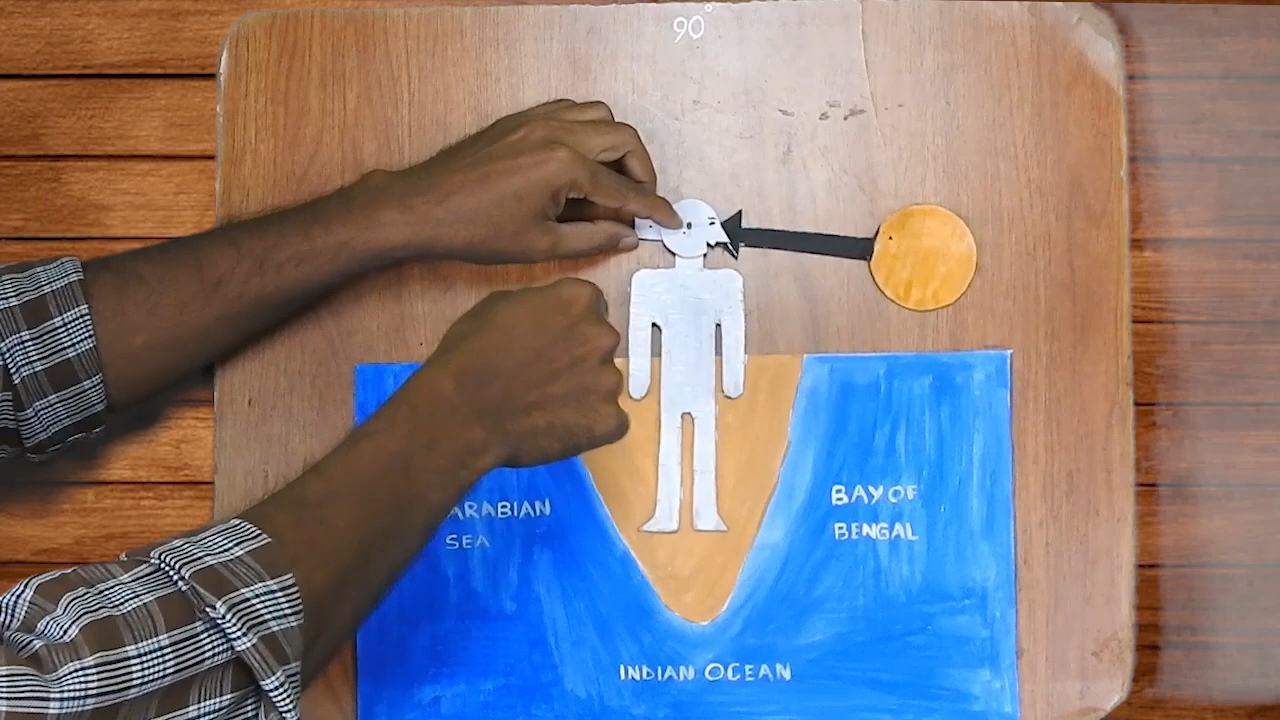 90°
ARABIAN
SEA
BAY OF
BENGAL
INDIAN OCEAN